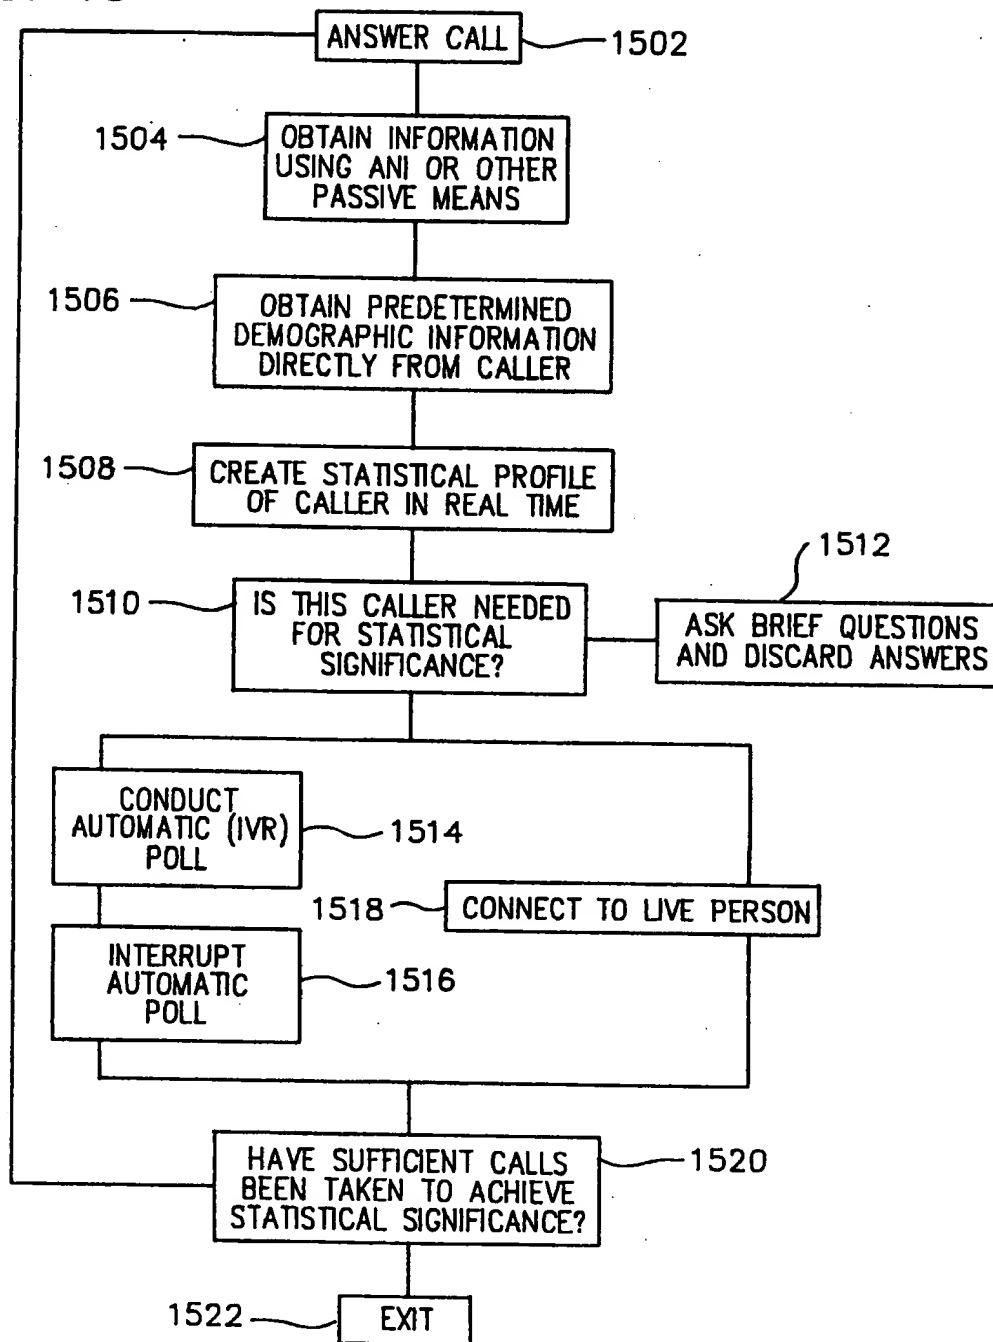 ANSWER CALL
1502
1504
OBTAIN INFORMATION
USING ANI OR OTHER
PASSIVE MEANS
1506
OBTAIN PREDETERMINED
DEMOGRAPHIC INFORMATION
DIRECTLY FROM CALLER
1508
CREATE STATISTICAL PROFILE
OF CALLER IN REAL TIME
1510
IS THIS CALLER NEEDED
FOR STATISTICAL
SIGNIFICANCE?
1512
ASK BRIEF QUESTIONS
AND DISCARD ANSWERS
CONDUCT
AUTOMATIC (IVR)
POLL
1514
1518
CONNECT TO LIVE PERSON
INTERRUPT
AUTOMATIC
POLL
1516
HAVE SUFFICIENT CALLS
BEEN TAKEN TO ACHIEVE
STATISTICAL SIGNIFICANCE?
1520
1522
EXIT